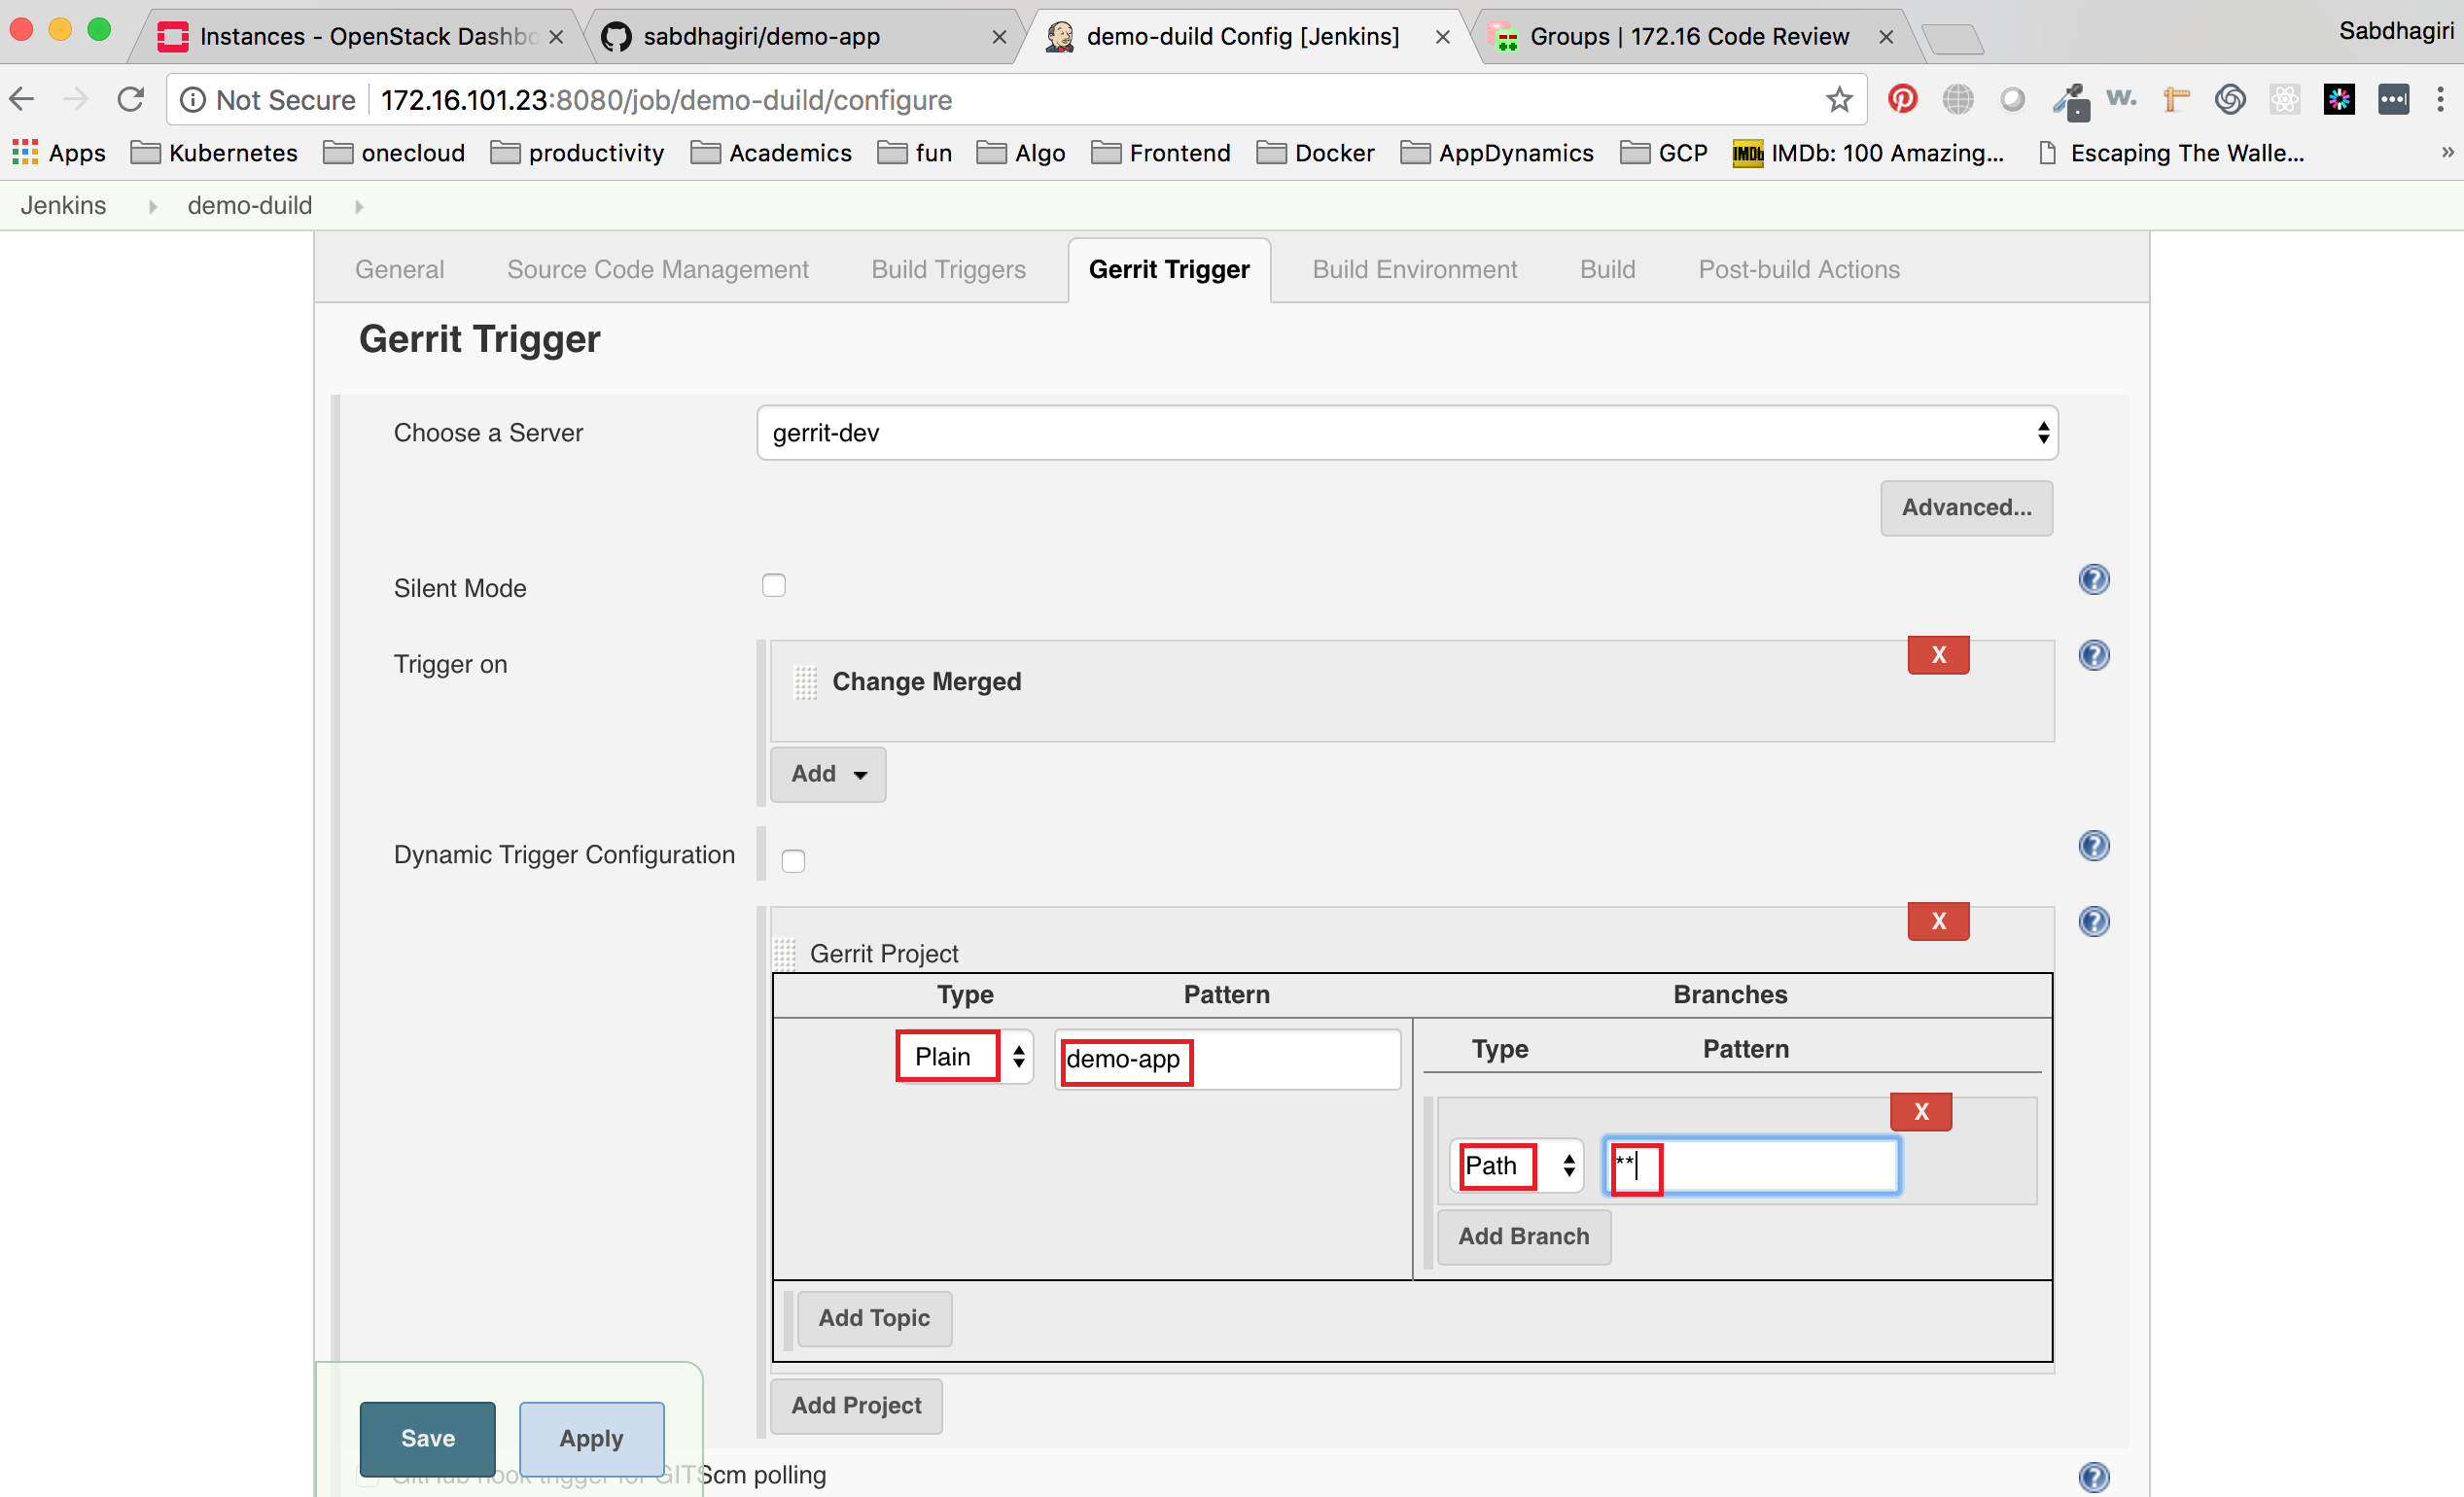 Instances - OpenStack Dashbo
sabdhagiri/demo-app
demo-duild Config [Jenkins]
Groups | 172.16 Code Review
Sabdhagiri
Not Secure 172.16.101.23:8080/job/demo-duild/configure
w.
Apps Kubernetes onecloud productivity Academics fun Algo Frontend Docker AppDynamics GCP IMDb IMDb: 100 Amazing... Escaping The Walle... »
Jenkins demo-duild
General Source Code Management Build Triggers Gerrit Trigger Build Environment Build Post-build Actions
Gerrit Trigger
Choose a Server gerrit-dev
Advanced...
Silent Mode ?
Trigger on X ?
Change Merged
Add
Dynamic Trigger Configuration ?
X ?
Gerrit Project
Type Pattern Branches
Plain demo-app Type Pattern
X
Path **
Add Branch
Add Topic
Add Project
Save Apply
GitHub hook trigger for GITScm polling ?